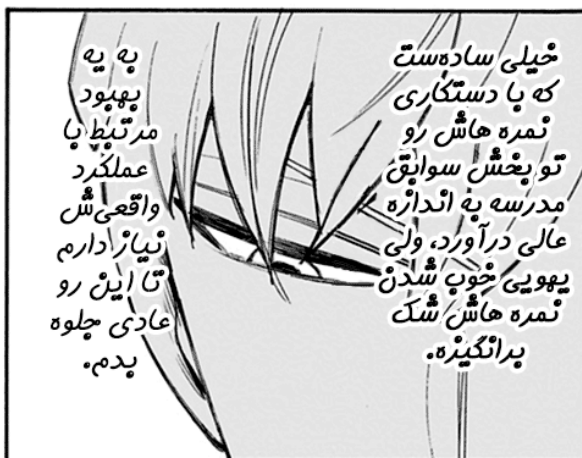 خیلی ساده‌ست
که با دستکاری
نمره هاش رو
تو بخش سوابق
مدرسه به اندازه
عالی درآورد، ولی
یهویی خوب شدن
نمره هاش شک
برانگیزه.
به یه
بهبود
مرتبط با
عملکرد
واقعی‌ش
نیاز دارم
تا این رو
عادی جلوه
بدم.